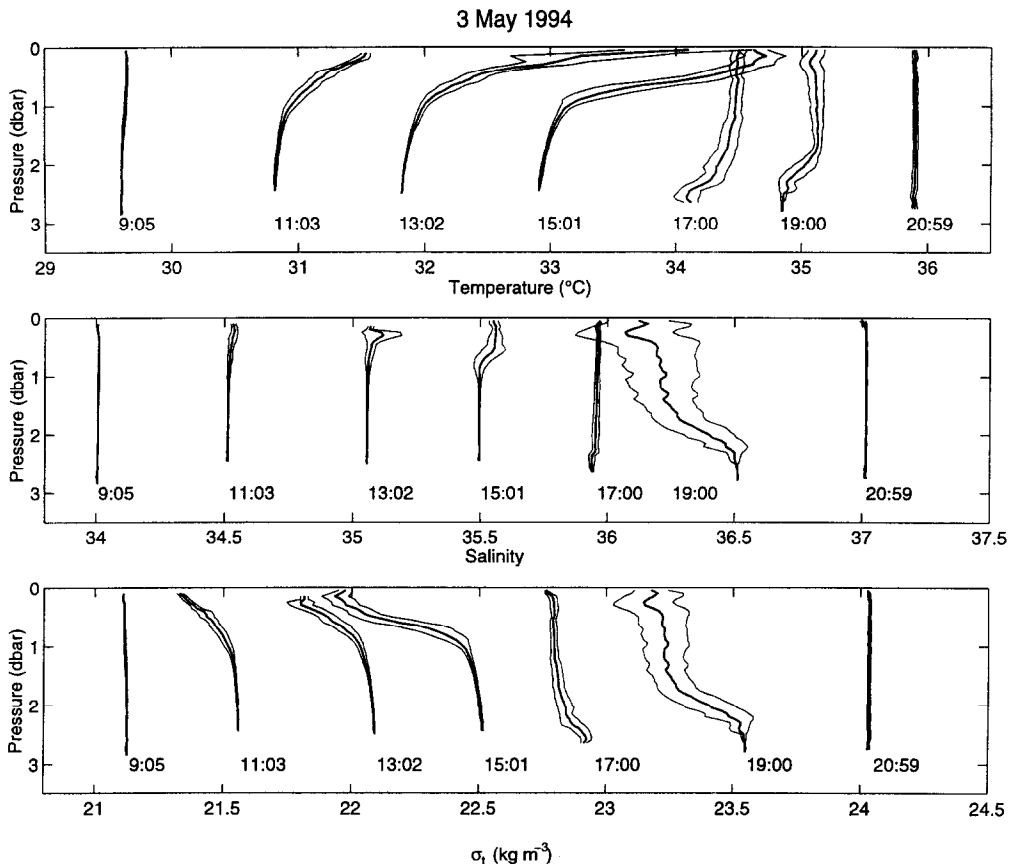 3 May 1994
0
1
2
3
Pressure (dbar)
9:05 11:03 13:02 15:01 17:00 19:00 20:59
29 30 31 32 33 34 35 36
Temperature (°C)
0
1
2
3
Pressure (dbar)
9:05 11:03 13:02 15:01 17:00 19:00 20:59
34 34.5 35 35.5 36 36.5 37 37.5
Salinity
0
1
2
3
Pressure (dbar)
9:05 11:03 13:02 15:01 17:00 19:00 20:59
21 21.5 22 22.5 23 23.5 24 24.5
σt (kg m⁻³)